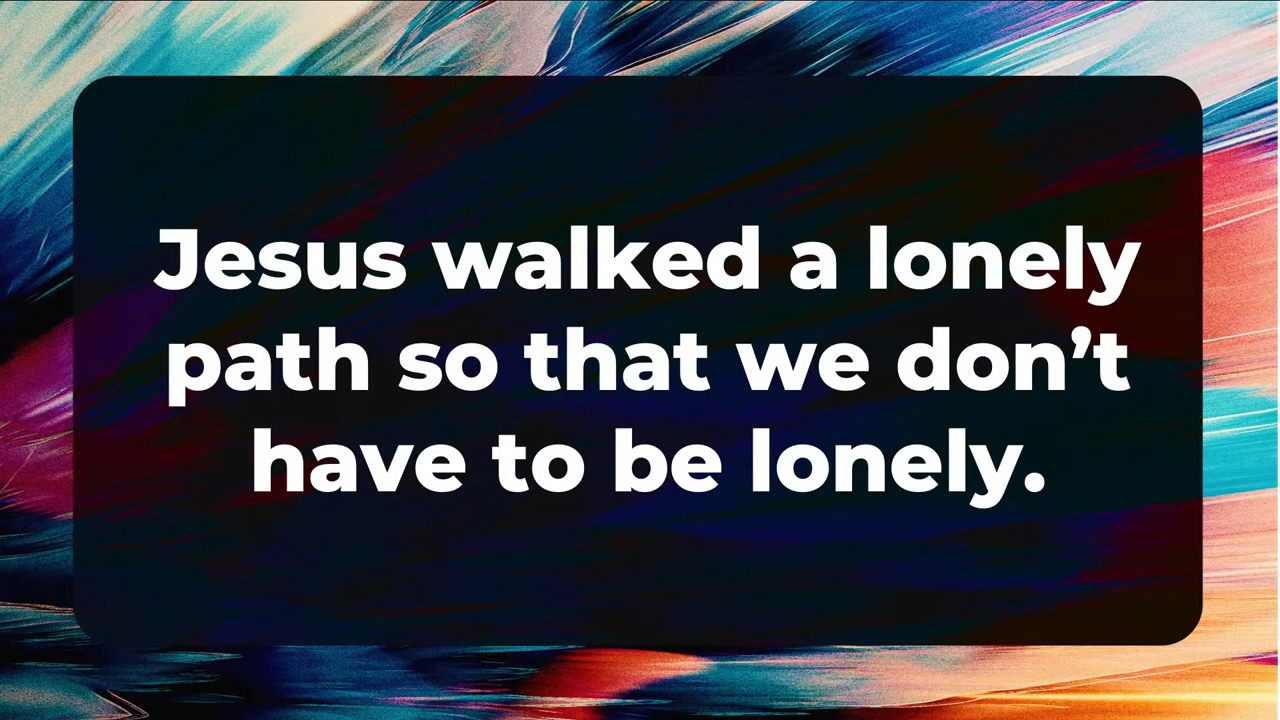 Jesus walked a lonely
path so that we don’t
have to be lonely.